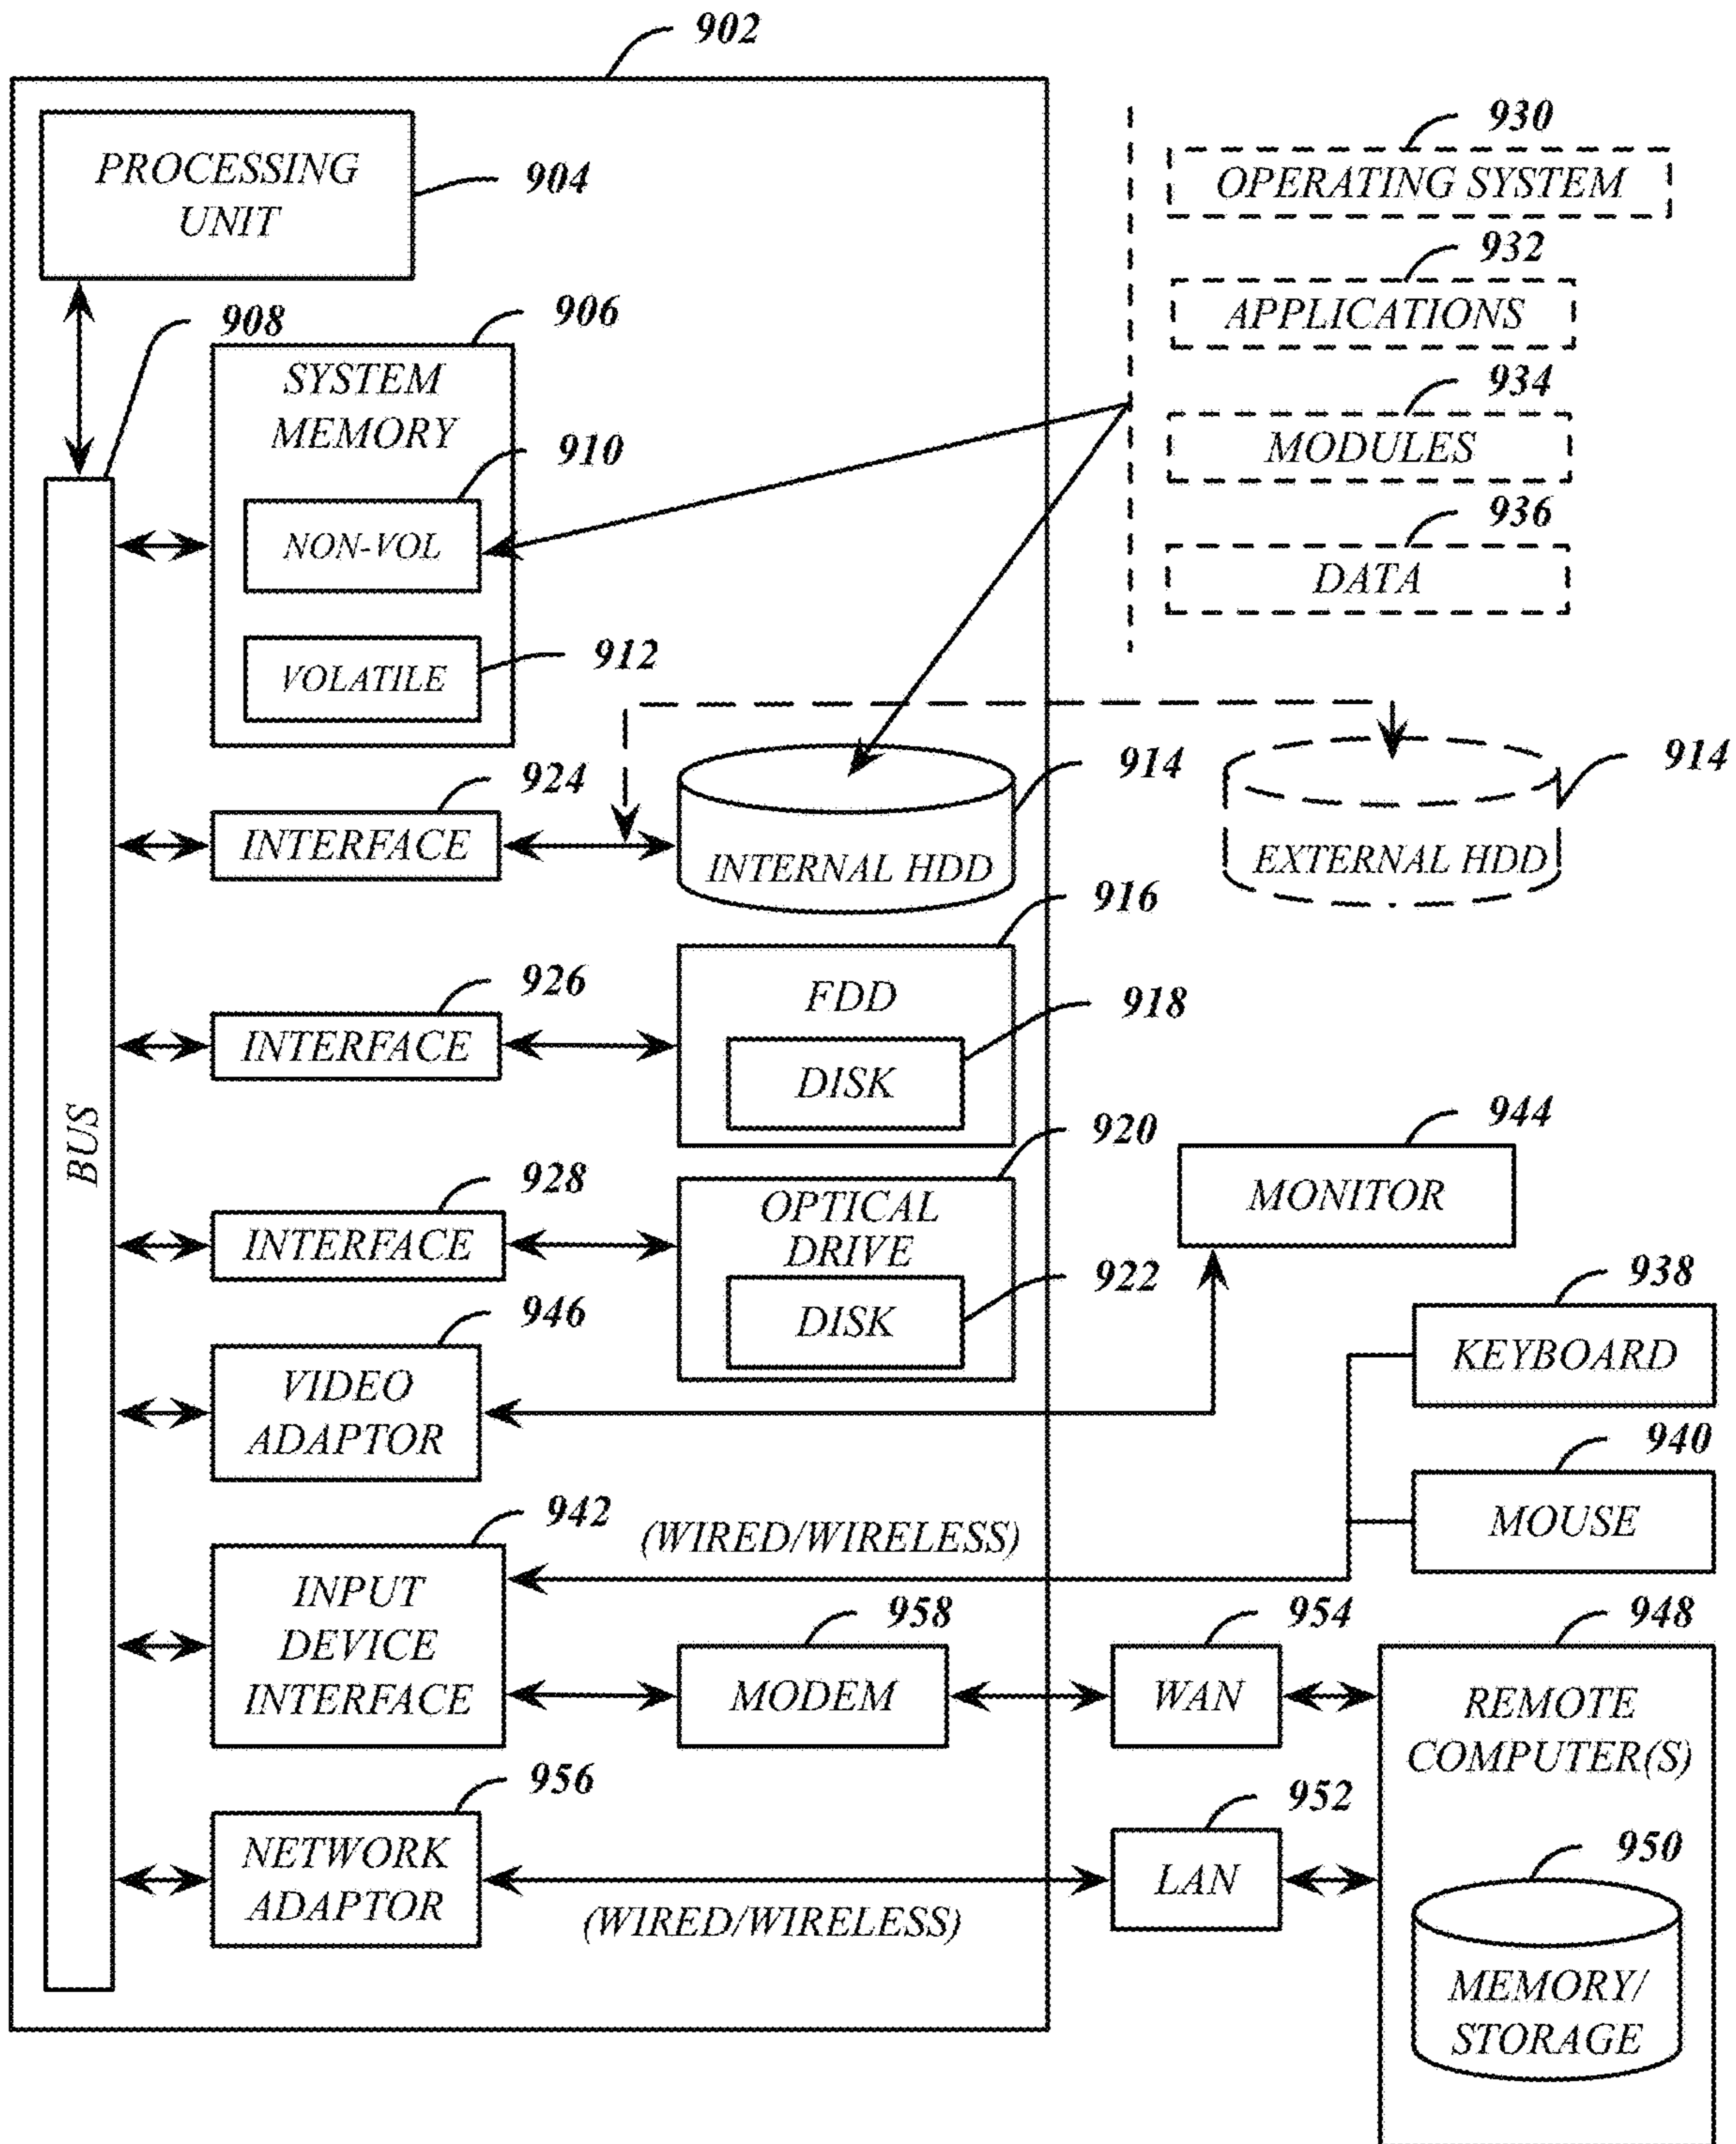 902
PROCESSING
UNIT
904
930
OPERATING SYSTEM
932
APPLICATIONS
934
MODULES
936
DATA
908
906
SYSTEM
MEMORY
910
NON-VOL
912
VOLATILE
924
INTERFACE
914
INTERNAL HDD
914
EXTERNAL HDD
916
FDD
918
DISK
926
INTERFACE
BUS
920
OPTICAL
DRIVE
922
DISK
928
INTERFACE
944
MONITOR
946
VIDEO
ADAPTOR
938
KEYBOARD
940
MOUSE
942
INPUT
DEVICE
INTERFACE
(WIRED/WIRELESS)
958
MODEM
954
WAN
948
REMOTE
COMPUTER(S)
956
NETWORK
ADAPTOR
(WIRED/WIRELESS)
952
LAN
950
MEMORY/
STORAGE